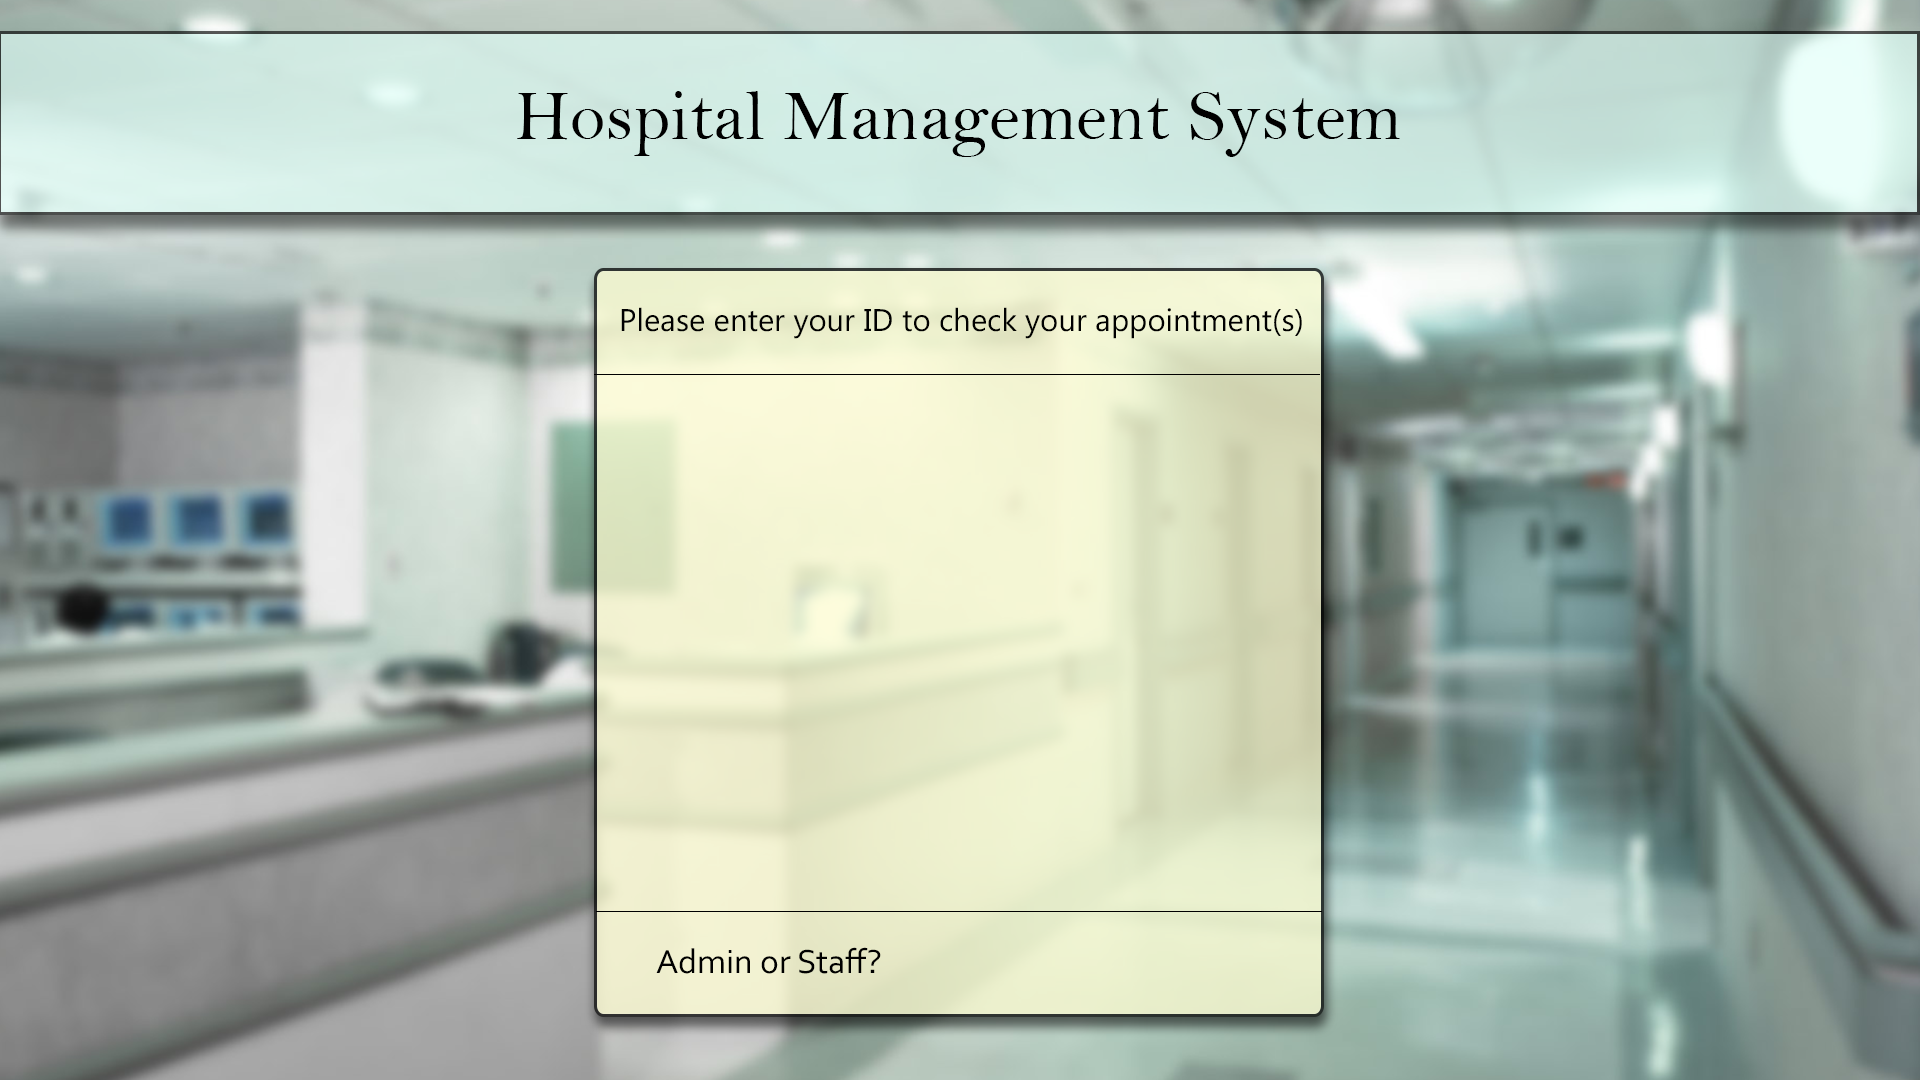 Hospital Management System
Please enter your ID to check your appointment(s)
Admin or Staff?